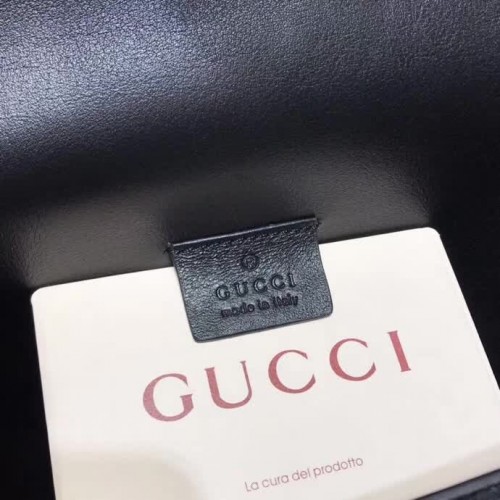 GUCCI
made in Italy
GUCCI
La cura del prodotto